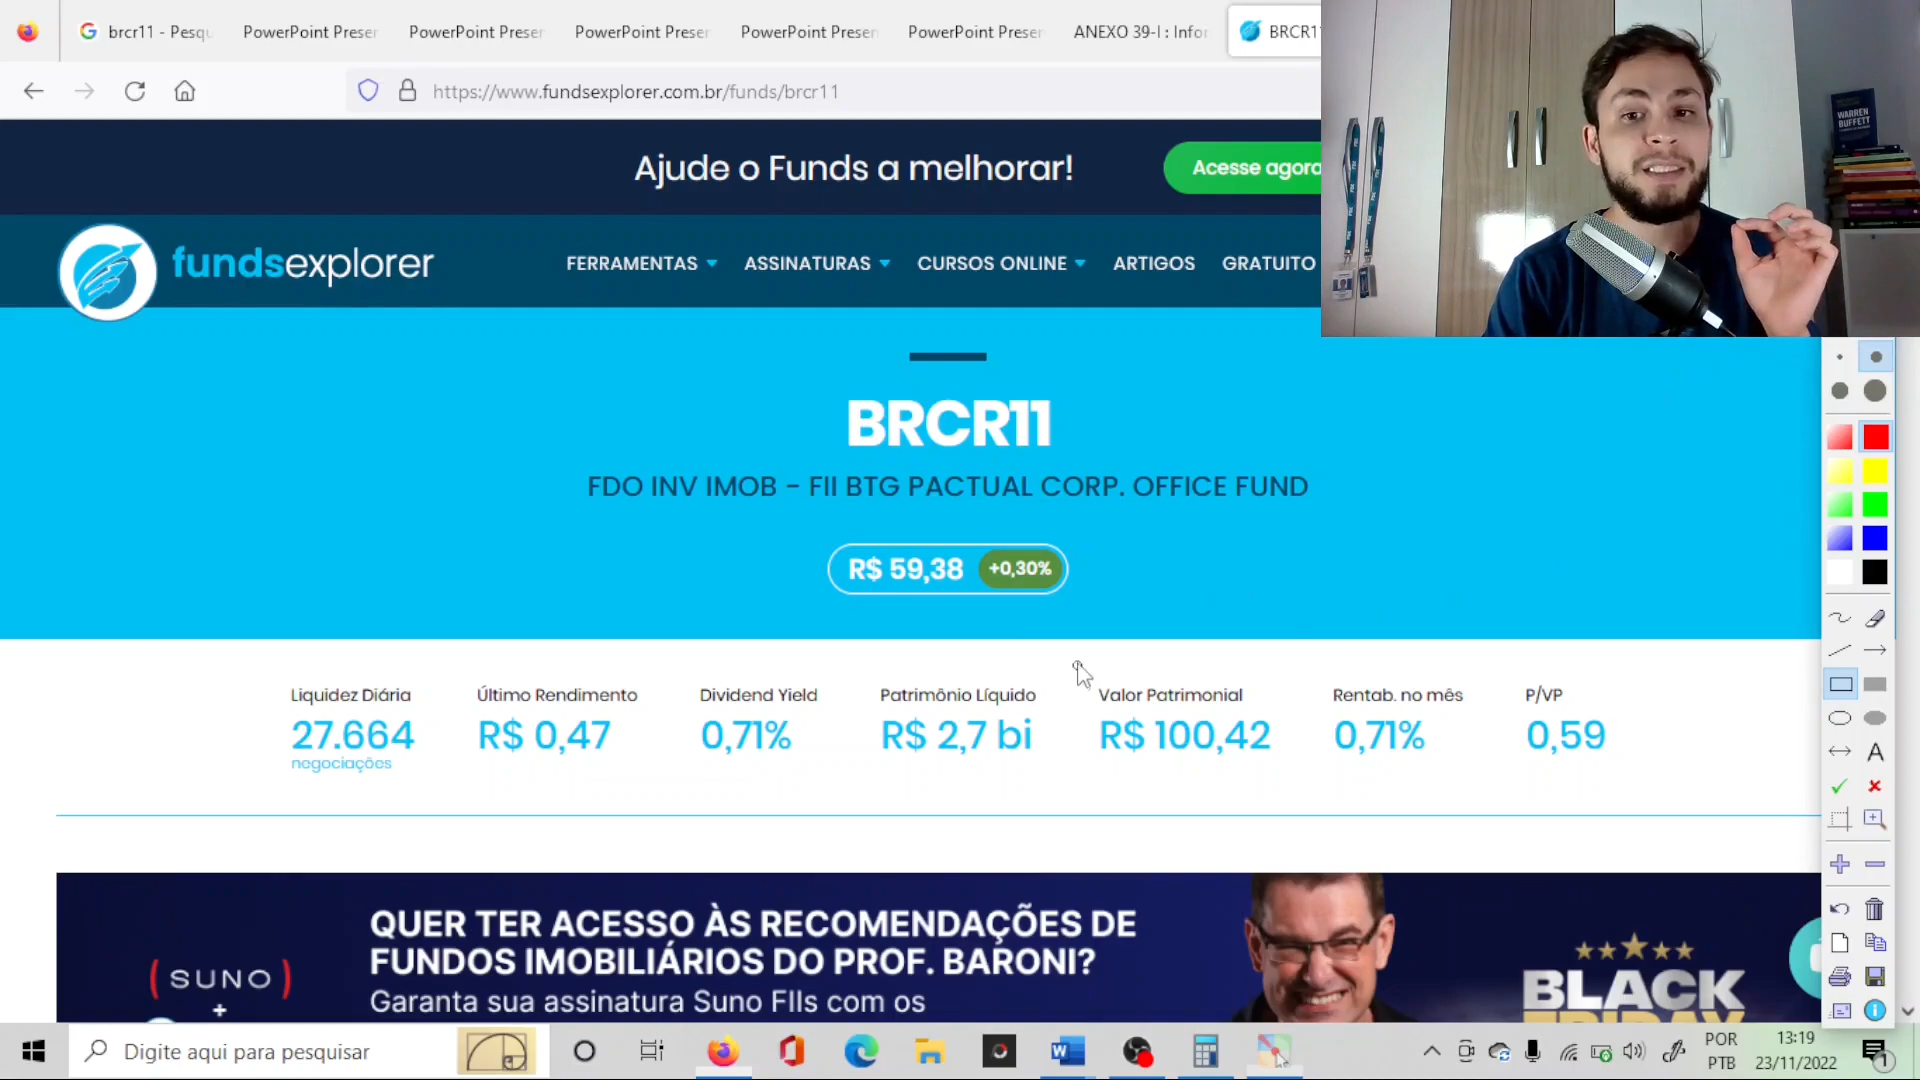 brcr11 - Pesqu
PowerPoint Preser
PowerPoint Preser
PowerPoint Preser
PowerPoint Preser
PowerPoint Preser
ANEXO 39-I : Infor
BRCR11
https://www.fundsexplorer.com.br/funds/brcr11
WARREN
BUFFETT
Ajude o Funds a melhorar!
Acesse agora
fundsexplorer
FERRAMENTAS
ASSINATURAS
CURSOS ONLINE
ARTIGOS
GRATUITO
BRCR11
FDO INV IMOB - FII BTG PACTUAL CORP. OFFICE FUND
R$ 59,38
+0,30%
Liquidez Diária
Último Rendimento
Dividend Yield
Patrimônio Líquido
Valor Patrimonial
Rentab. no mês
P/VP
27.664
R$ 0,47
0,71%
R$ 2,7 bi
R$ 100,42
0,71%
0,59
negociações
A
QUER TER ACESSO ÀS RECOMENDAÇÕES DE
FUNDOS IMOBILIÁRIOS DO PROF. BARONI?
Garanta sua assinatura Suno FIIs com os
(SUNO)
+
BLACK
FRIDAY
Digite aqui para pesquisar
POR
PTB
13:19
23/11/2022
1